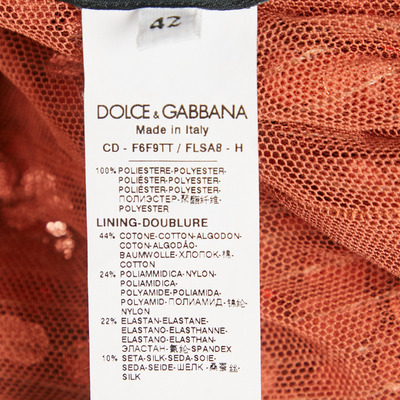 42
DOLCE & GABBANA
Made in Italy
CD - F6F9TT / FLSA8 - H
100% POLIESTERE-POLYESTER-
POLIÉSTER-POLYESTER-
POLIÉSTER-POLYESTER-
ПОЛИЭСТЕР-聚酯纤维-
POLYESTER
LINING-DOUBLURE
44% COTONE-COTTON-ALGODON-
COTON-ALGODÃO-
BAUMWOLLE-ХЛОПОК-棉-
COTTON
24% POLIAMMIDICA-NYLON-
POLIAMIDICA-
POLYAMIDE-POLIAMIDA-
POLYAMID-ПОЛИАМИД-锦纶-
NYLON
22% ELASTAN-ELASTANE-
ELASTANO-ELASTHANNE-
ELASTANO-ELASTHAN-
ЭЛАСТАН-氨纶-SPANDEX
10% SETA-SILK-SEDA-SOIE-
SEDA-SEIDE-ШЕЛК-桑蚕丝-
SILK